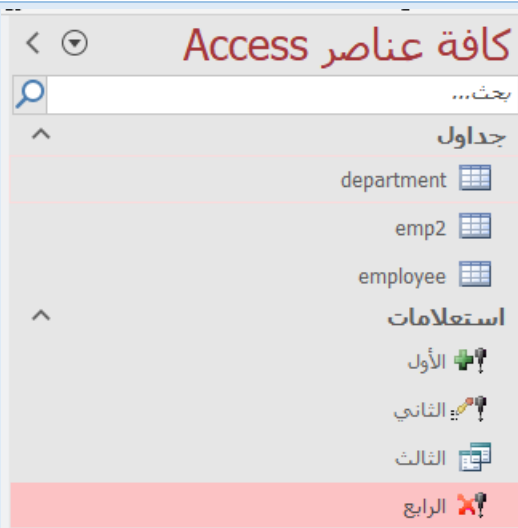 كافة عناصر Access
بحث...
جداول
department
emp2
employee
استعلامات
الأول
الثاني
الثالث
الرابع